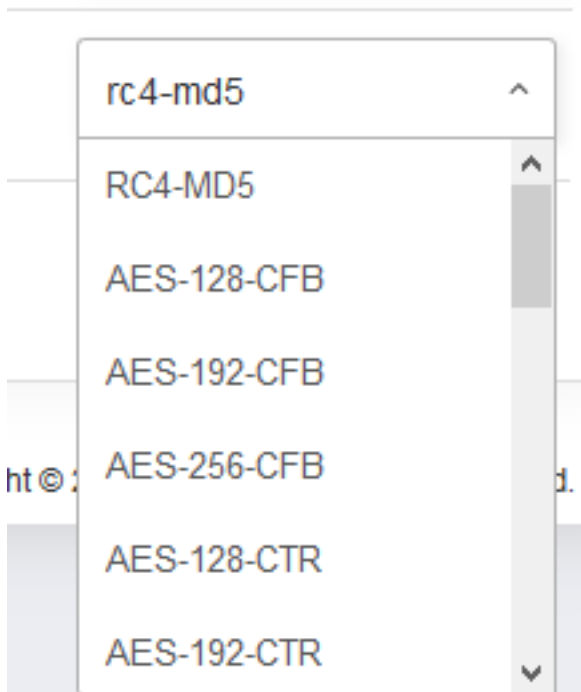 rc4-md5
RC4-MD5
AES-128-CFB
AES-192-CFB
AES-256-CFB
ht ©
AES-128-CTR
AES-192-CTR